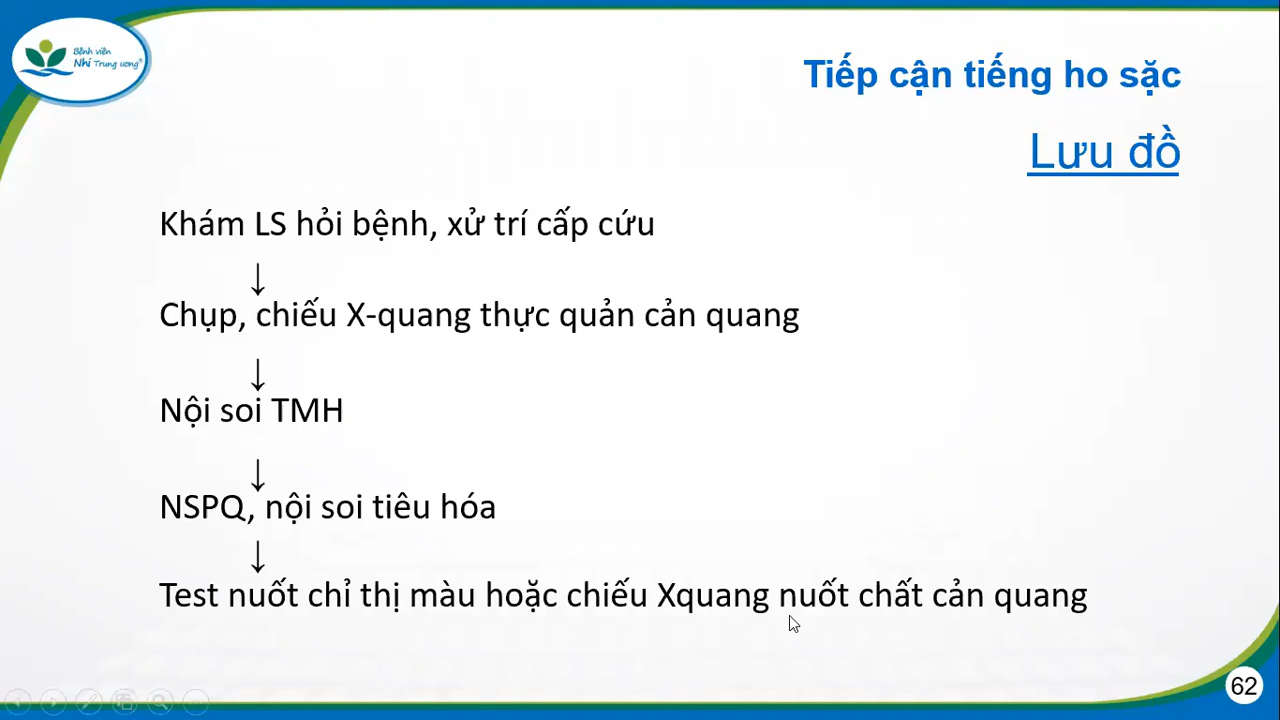 Bệnh viện
Nhi Trung ương
Tiếp cận tiếng ho sặc
Lưu đồ
Khám LS hỏi bệnh, xử trí cấp cứu
↓
Chụp, chiếu X-quang thực quản cản quang
↓
Nội soi TMH
↓
NSPQ, nội soi tiêu hóa
↓
Test nuốt chỉ thị màu hoặc chiếu Xquang nuốt chất cản quang
62